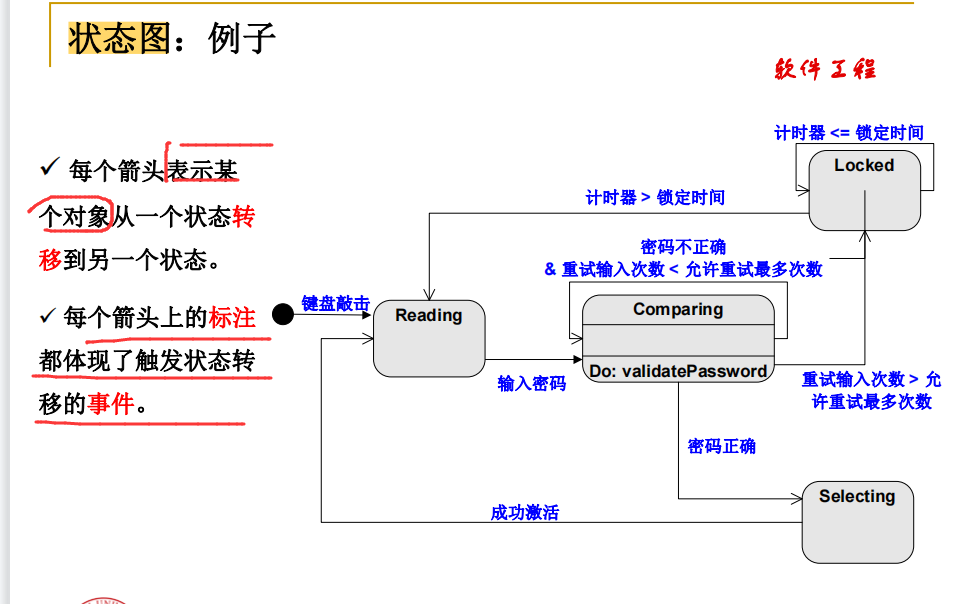 状态图：例子
软件工程
✓ 每个箭头表示某
个对象从一个状态转
移到另一个状态。
✓ 每个箭头上的标注
都体现了触发状态转
移的事件。
计时器 <= 锁定时间
Locked
计时器 > 锁定时间
密码不正确
& 重试输入次数 < 允许重试最多次数
键盘敲击
Reading
Comparing
Do: validatePassword
输入密码
重试输入次数 > 允
许重试最多次数
密码正确
Selecting
成功激活